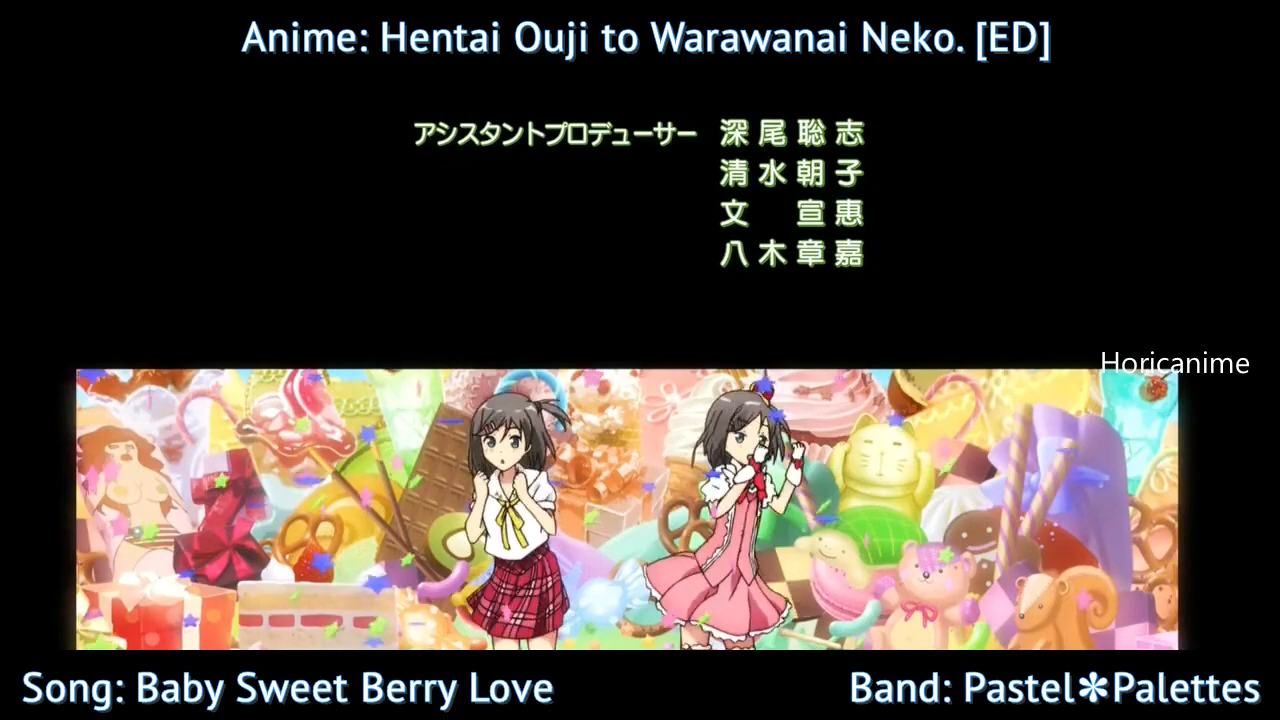 Anime: Hentai Ouji to Warawanai Neko. [ED]
アシスタントプロデューサー 深尾聡志
清水朝子
文 宣惠
八木章嘉
Horicanime
Song: Baby Sweet Berry Love
Band: Pastel✻Palettes